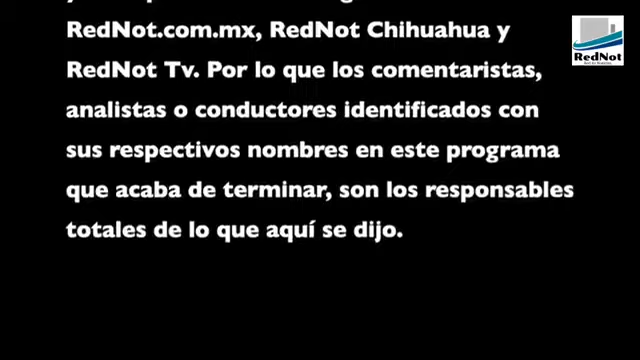 RedNot.com.mx, RedNot Chihuahua y
RedNot Tv. Por lo que los comentaristas,
analistas o conductores identificados con
sus respectivos nombres en este programa
que acaba de terminar, son los responsables
totales de lo que aquí se dijo.
RedNot